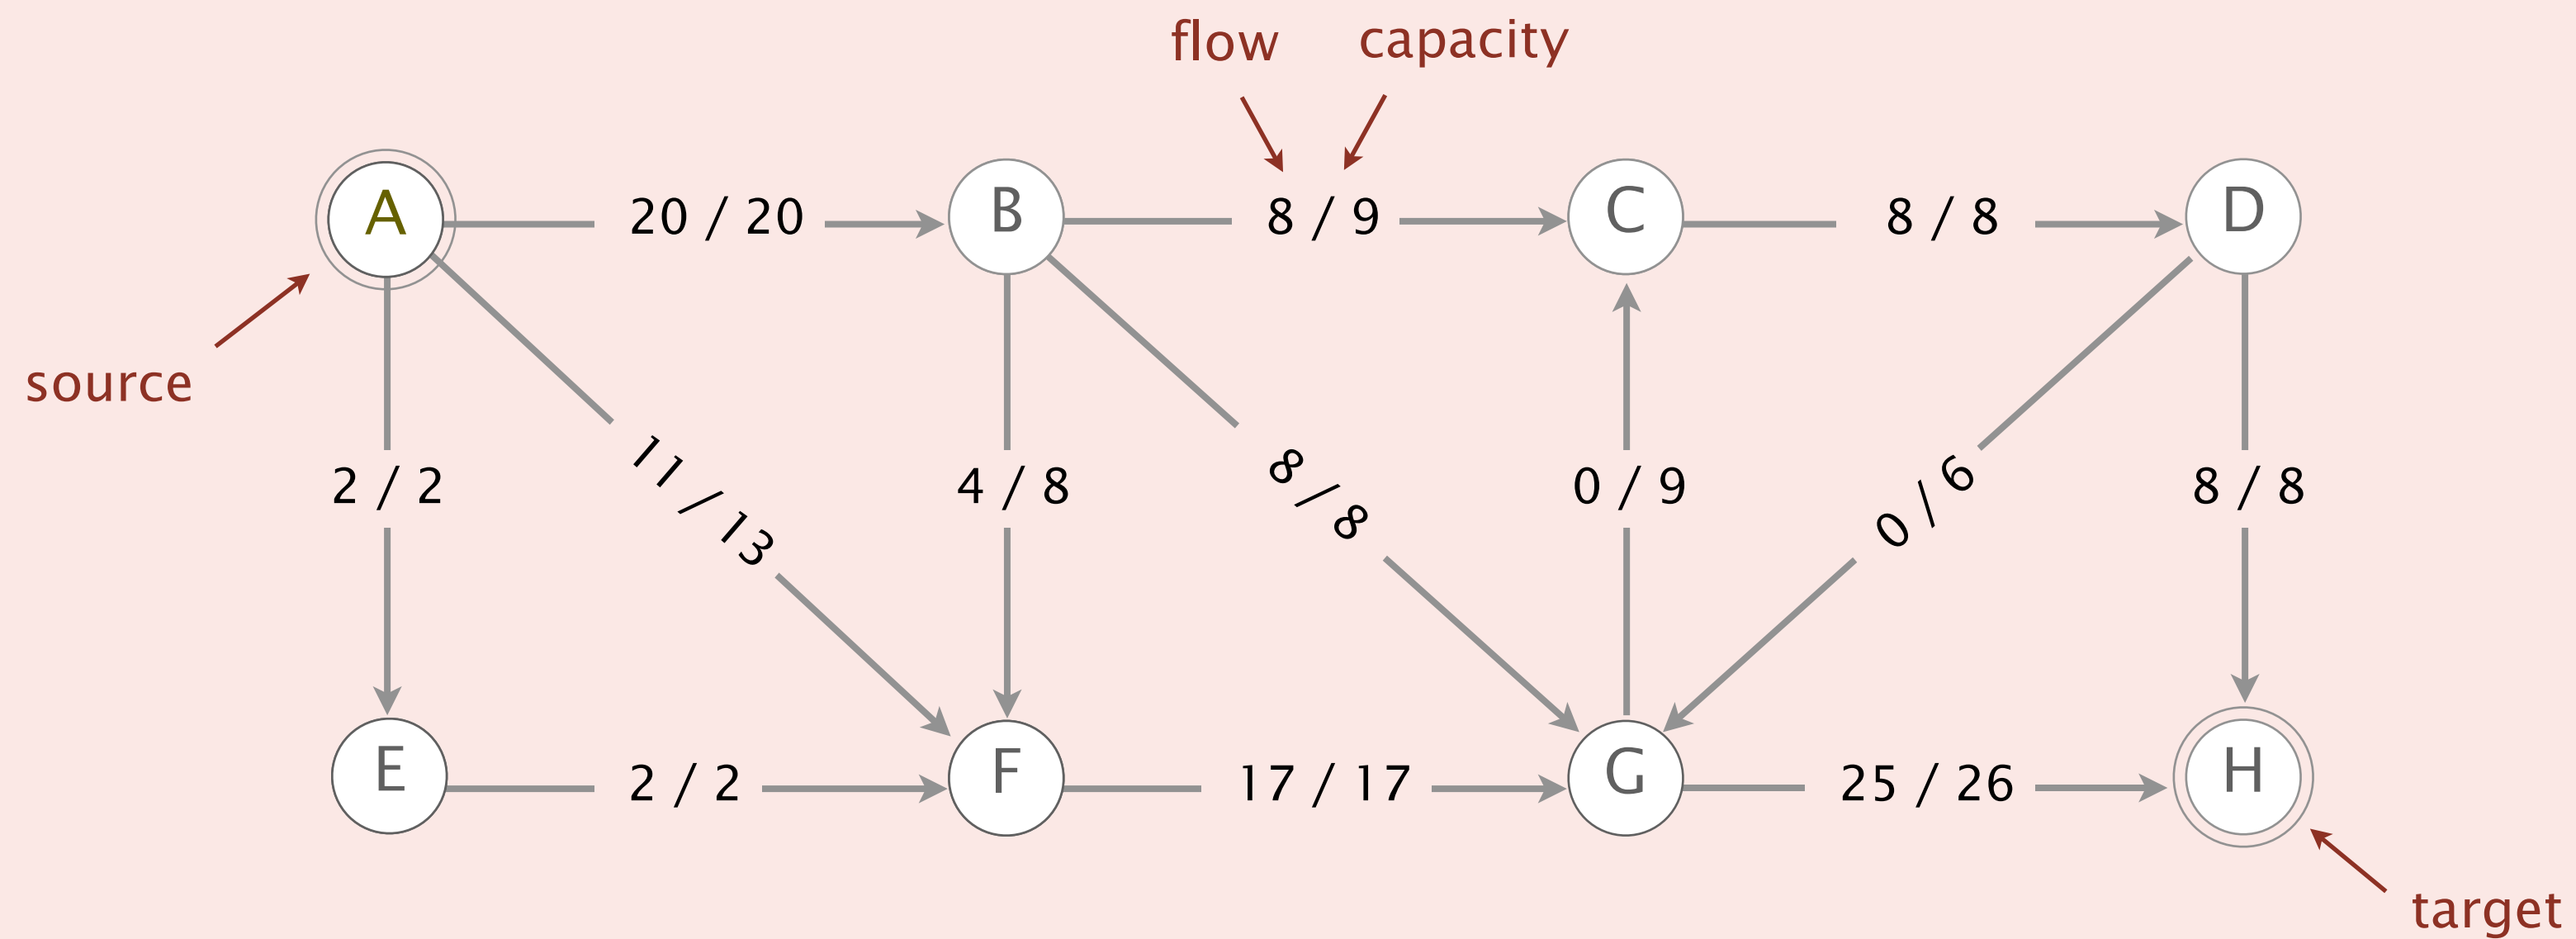 flow capacity
A 20 / 20 B 8 / 9 C 8 / 8 D
source
2 / 2 11 / 13 4 / 8 8 / 8 0 / 9 0 / 6 8 / 8
E 2 / 2 F 17 / 17 G 25 / 26 H
target